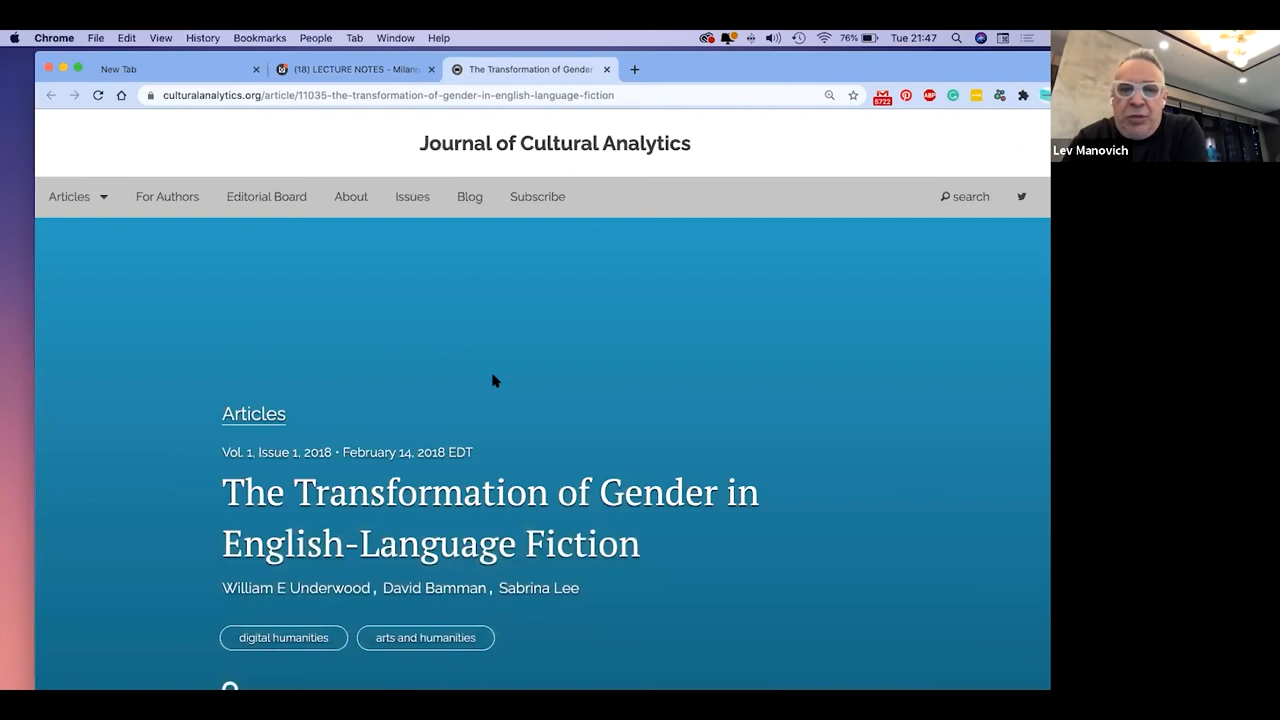 Chrome File Edit View History Bookmarks People Tab Window Help 76% Tue 21:47
New Tab (18) LECTURE NOTES - Milano The Transformation of Gender
culturalanalytics.org/article/11035-the-transformation-of-gender-in-english-language-fiction
5722 ABP
Lev Manovich
Journal of Cultural Analytics
Articles For Authors Editorial Board About Issues Blog Subscribe search
Articles
Vol. 1, Issue 1, 2018 • February 14, 2018 EDT
The Transformation of Gender in
English-Language Fiction
William E Underwood, David Bamman, Sabrina Lee
digital humanities arts and humanities